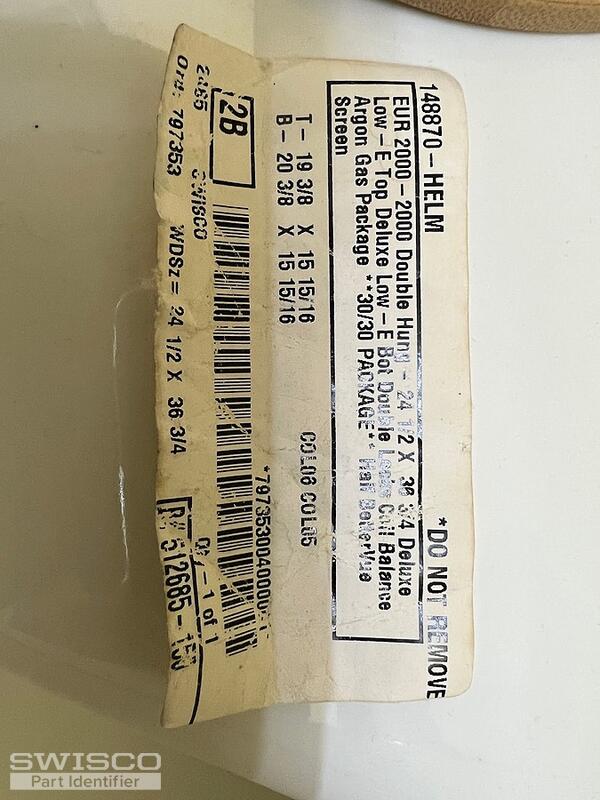 148870 - HELM *DO NOT REMOVE
EUR 2000 - 2000 Double Hung - 24 1/2 X 36 3/4 Deluxe
Low - E Top Deluxe Low - E Bot Double Locks Coil Balance
Argon Gas Package **30/30 PACKAGE** Half BetterVue
Screen
T - 19 3/8 X 15 15/16
B - 20 3/8 X 15 15/16
COL06 COL05
2B
*79735300400001
2465 SWISCO 1 of 1
Ord: 797353 WDSz = 24 1/2 X 36 3/4
SWISCO
Part Identifier